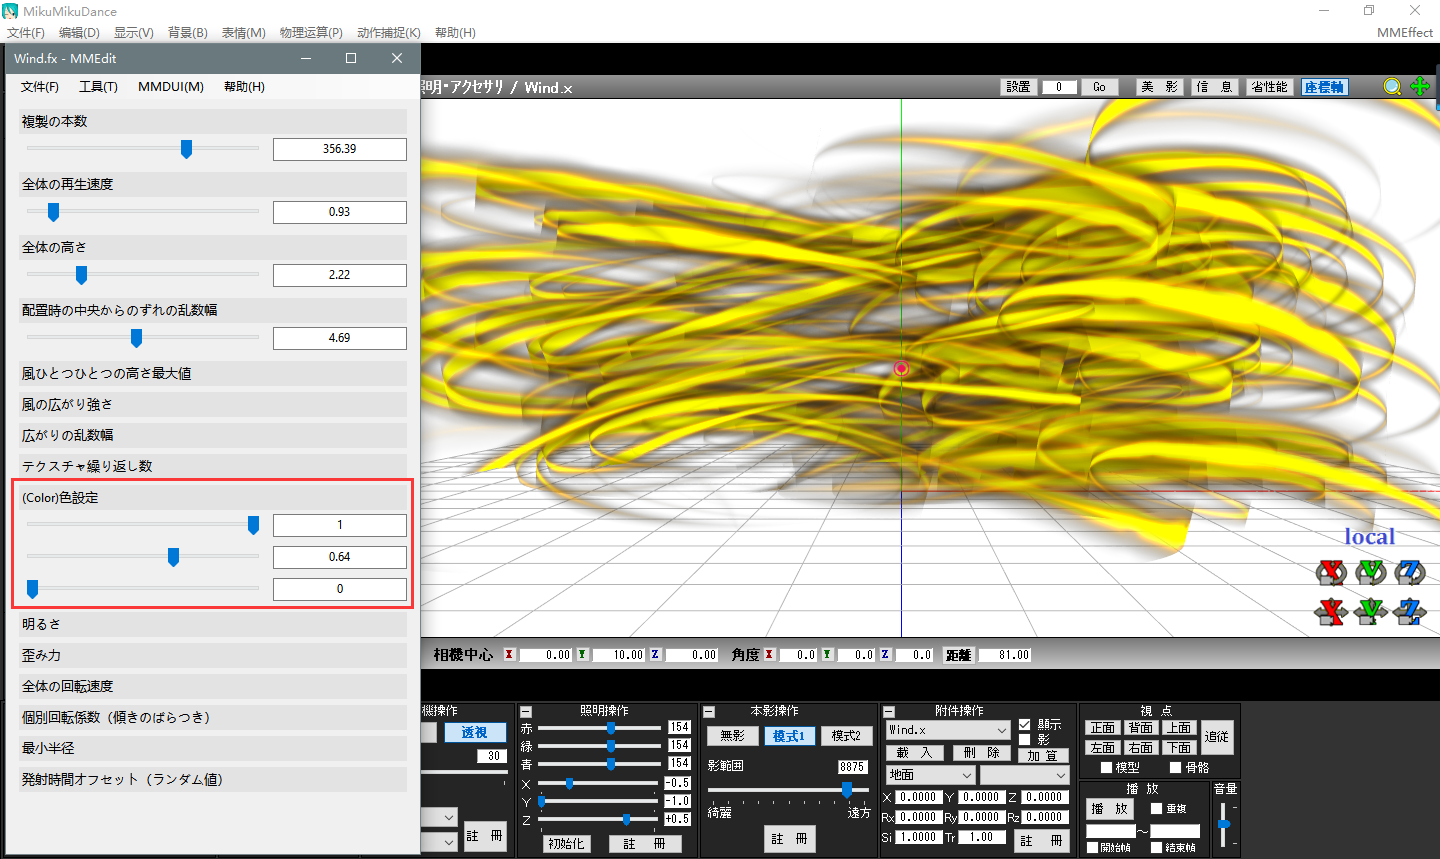 MikuMikuDance
文件(F) 编辑(D) 显示(V) 背景(B) 表情(M) 物理运算(P) 动作捕捉(K) 帮助(H) MMEffect
Wind.fx - MMEdit
文件(F) 工具(T) MMDUI(M) 帮助(H)
明・アクセサリ / Wind.x 設置 0 Go 美 影 信 息 省性能 座標軸
複製の本数
356.39
全体の再生速度
0.93
全体の高さ
2.22
配置時の中央からのずれの乱数幅
4.69
風ひとつひとつの高さ最大値
風の広がり強さ
広がりの乱数幅
テクスチャ繰り返し数
(Color)色設定
1
0.64
0
明るさ
歪み力
全体の回転速度
個別回転係数（傾きのばらつき）
最小半径
発射時間オフセット（ランダム値）
local
X Y Z
X Y Z
相機中心 X 0.00 Y 10.00 Z 0.00 角度 X 0.0 Y 0.0 Z 0.0 距離 81.00
機操作
透視
30
註 冊
照明操作
赤 154
緑 154
青 154
X -0.5
Y -1.0
Z +0.5
初始化 註 冊
本影操作
無影 模式1 模式2
影範囲 8875
綺麗 遠方
註 冊
附件操作
Wind.x 顯示
影
載 入 刪 除 加 算
地面
X 0.0000 Y 0.0000 Z 0.0000
Rx 0.0000 Ry 0.0000 Rz 0.0000
Si 1.0000 Tr 1.00 註 冊
視 点
正面 背面 上面
左面 右面 下面 追従
模型 骨骼
播 放
播 放 重複
～
開始幀 結束幀
音量